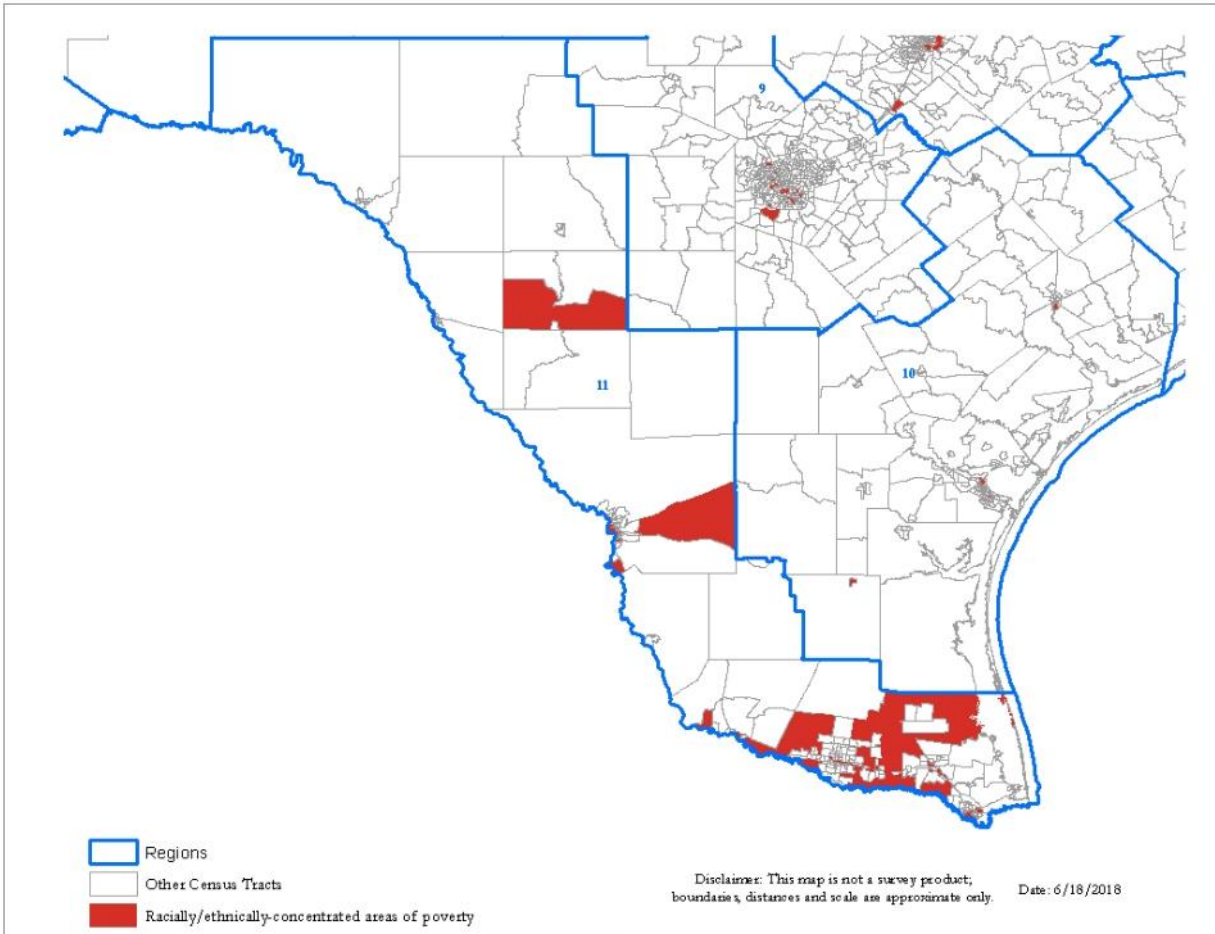 9
11
10
Regions
Other Census Tracts
Racially/ethnically-concentrated areas of poverty
Disclaimer: This map is not a survey product;
boundaries, distances and scale are approximate only.
Date: 6/18/2018